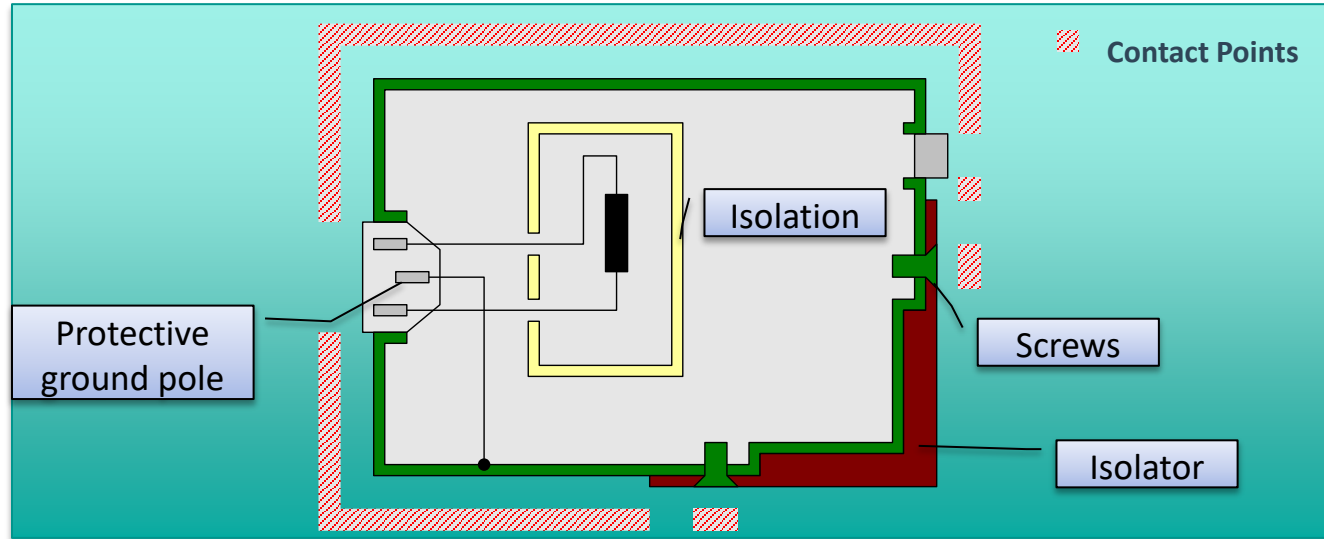 Contact Points
Isolation
Protective
ground pole
Screws
Isolator